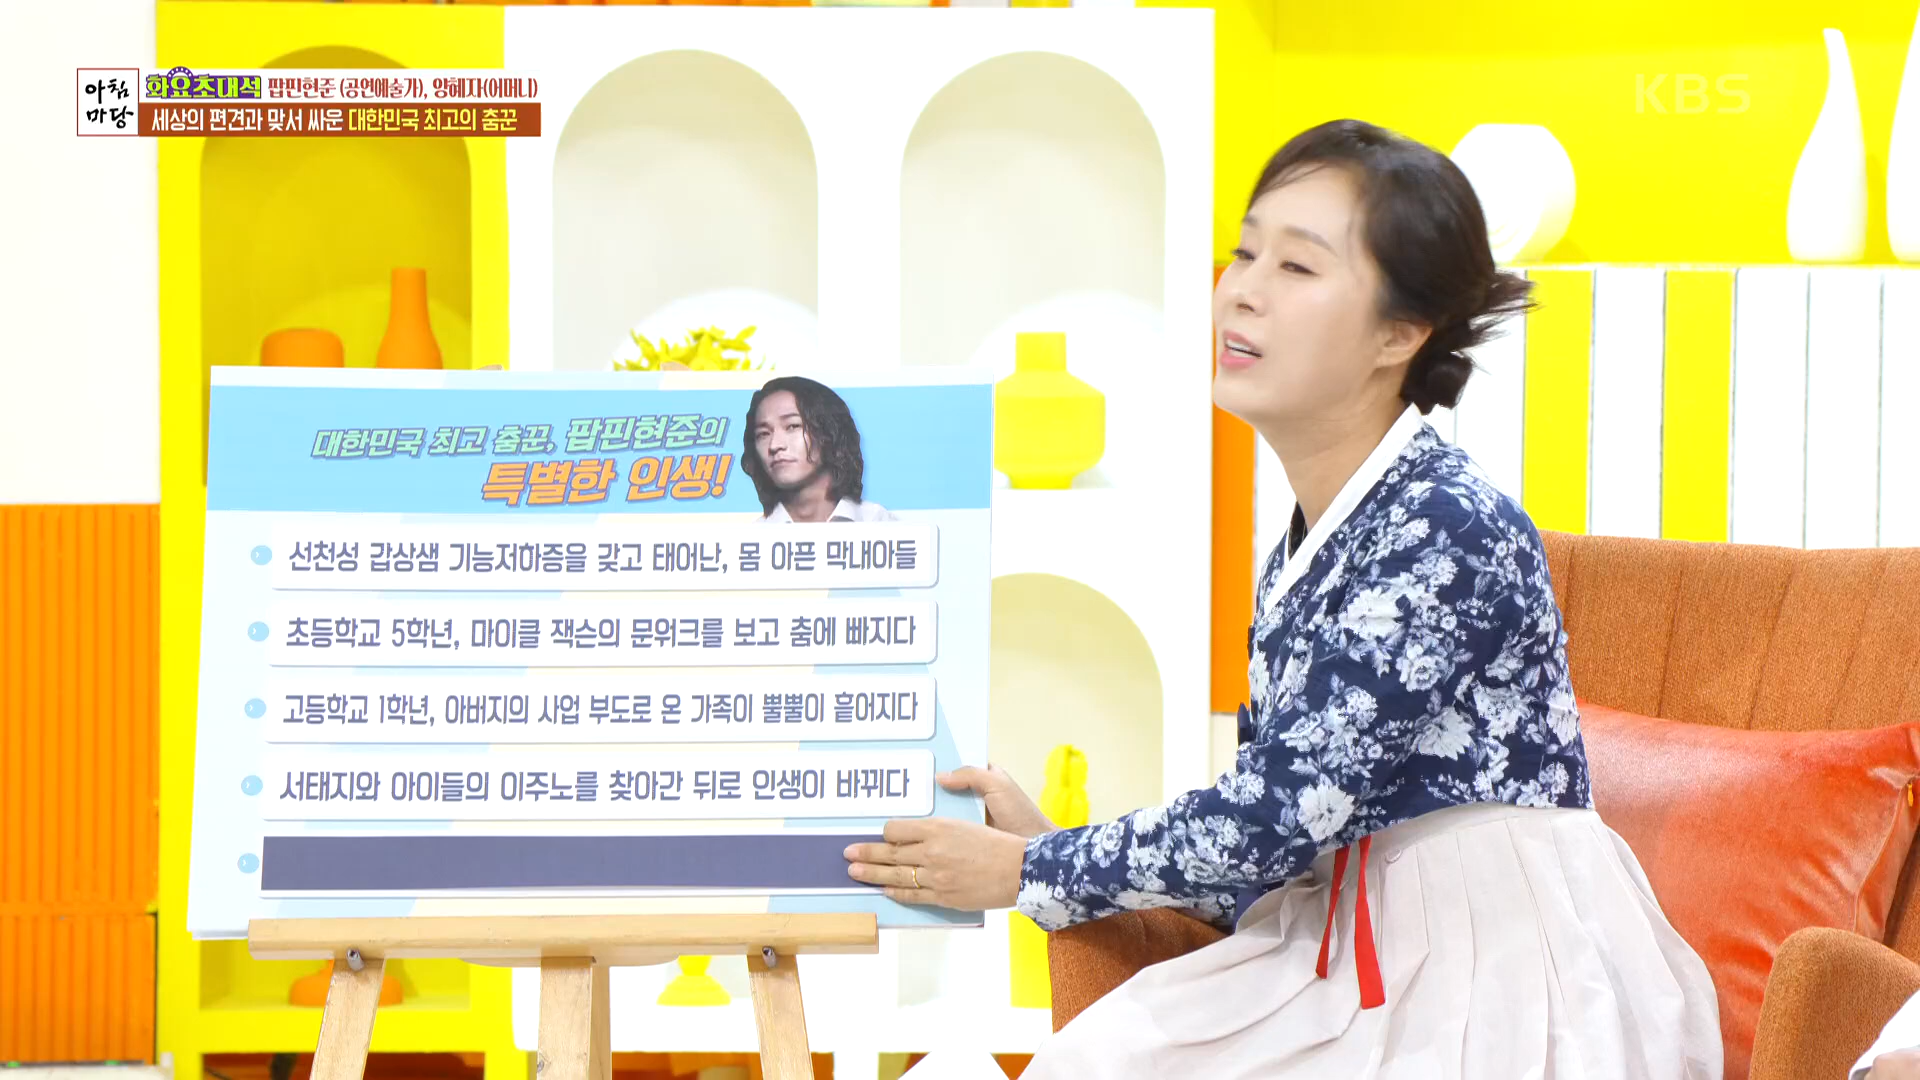 아침
마당
화요초대석 팝핀현준 (공연예술가), 양혜자(어머니)
세상의 편견과 맞서 싸운 대한민국 최고의 춤꾼
KBS
대한민국 최고 춤꾼, 팝핀현준의
특별한 인생!
선천성 갑상샘 기능저하증을 갖고 태어난, 몸 아픈 막내아들
초등학교 5학년, 마이클 잭슨의 문워크를 보고 춤에 빠지다
고등학교 1학년, 아버지의 사업 부도로 온 가족이 뿔뿔이 흩어지다
서태지와 아이들의 이주노를 찾아간 뒤로 인생이 바뀌다